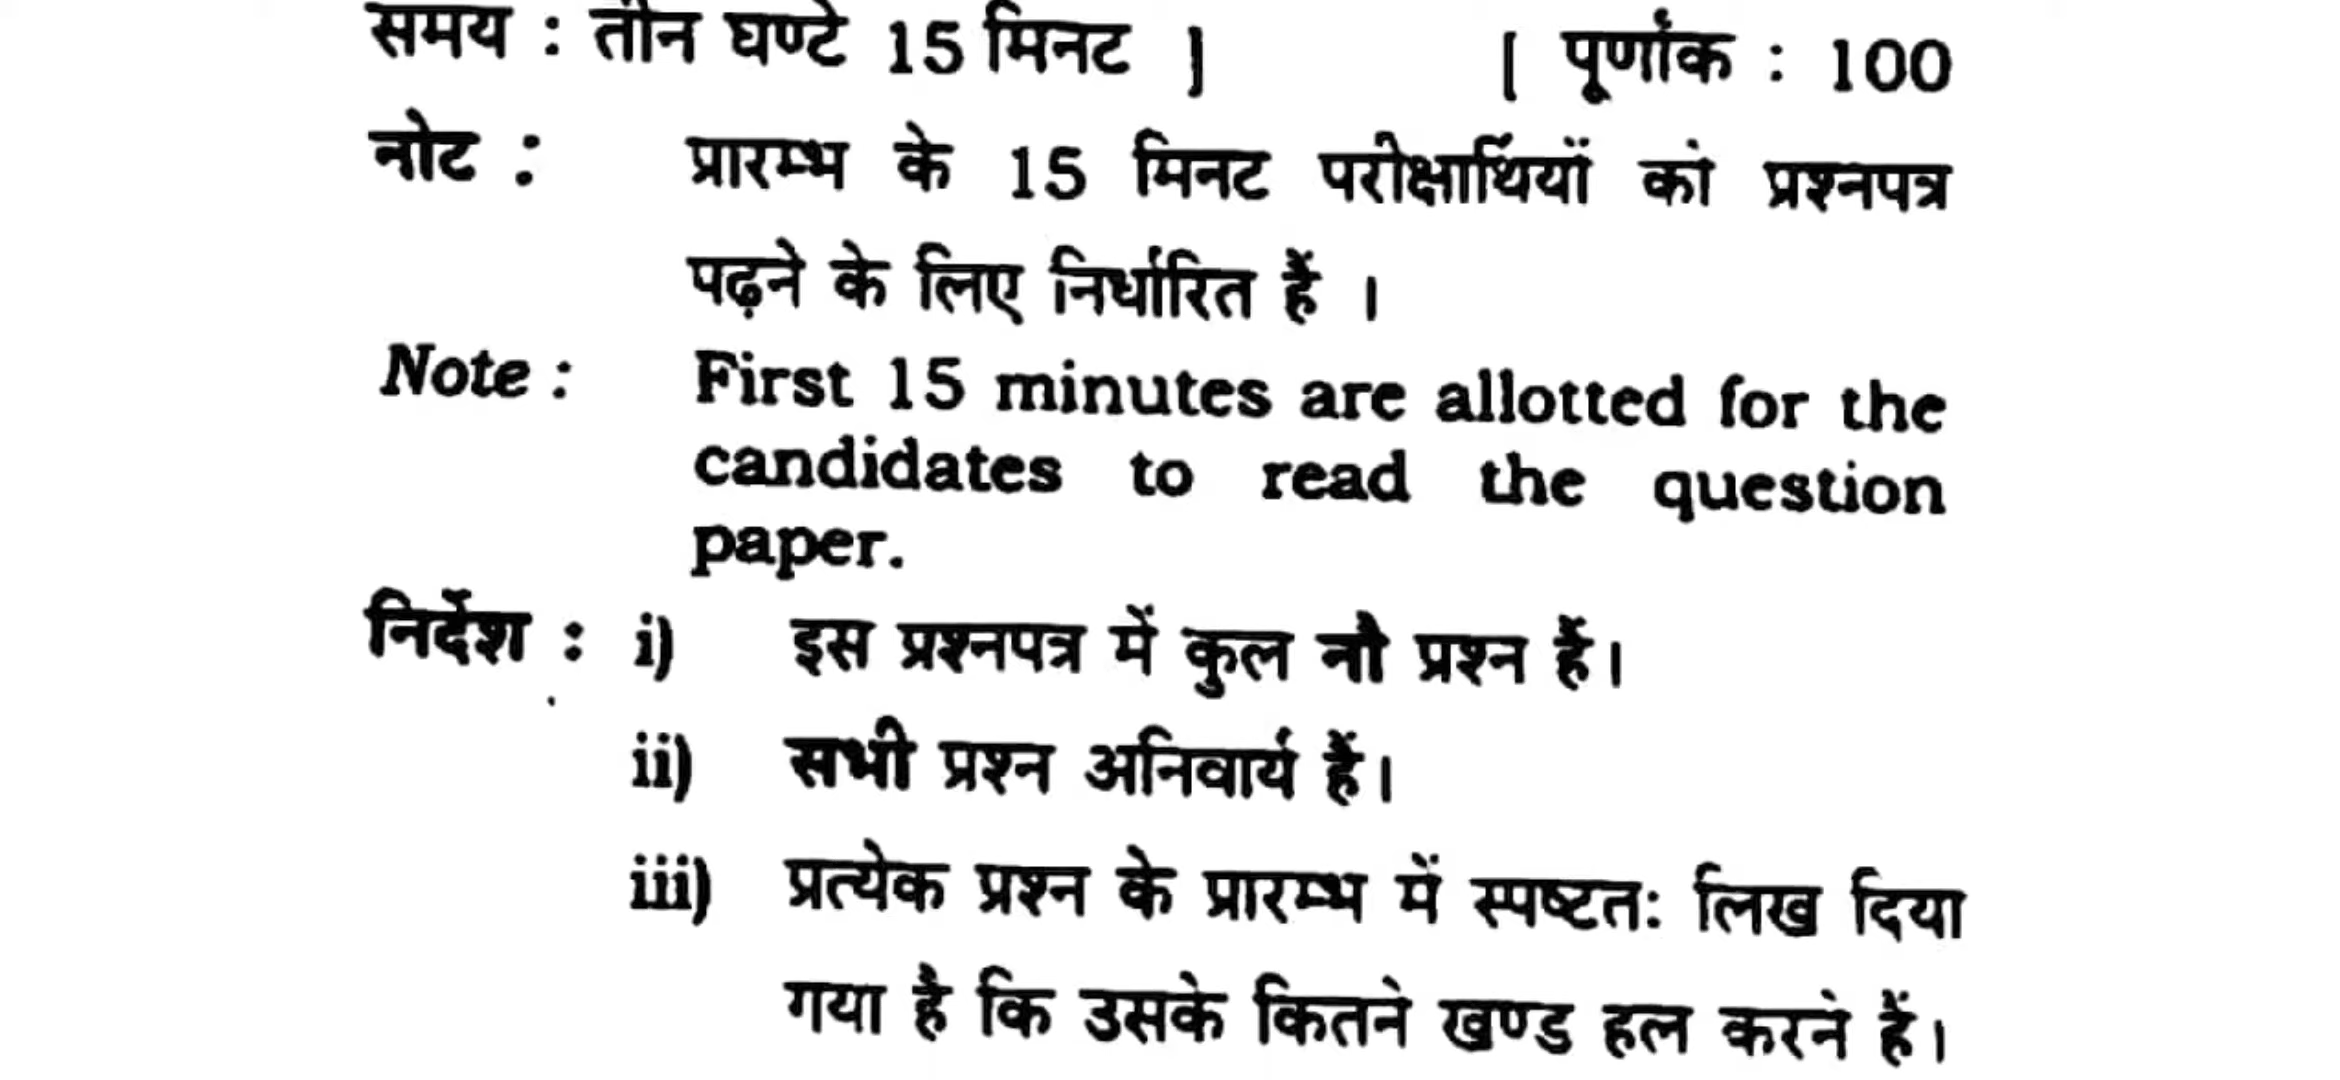 समय : तीन घण्टे 15 मिनट ] [ पूर्णांक : 100
नोट : प्रारम्भ के 15 मिनट परीक्षार्थियों को प्रश्नपत्र
पढ़ने के लिए निर्धारित हैं ।
Note : First 15 minutes are allotted for the
candidates to read the question
paper.
निर्देश : i) इस प्रश्नपत्र में कुल नौ प्रश्न हैं।
ii) सभी प्रश्न अनिवार्य हैं।
iii) प्रत्येक प्रश्न के प्रारम्भ में स्पष्टतः लिख दिया
गया है कि उसके कितने खण्ड हल करने हैं।